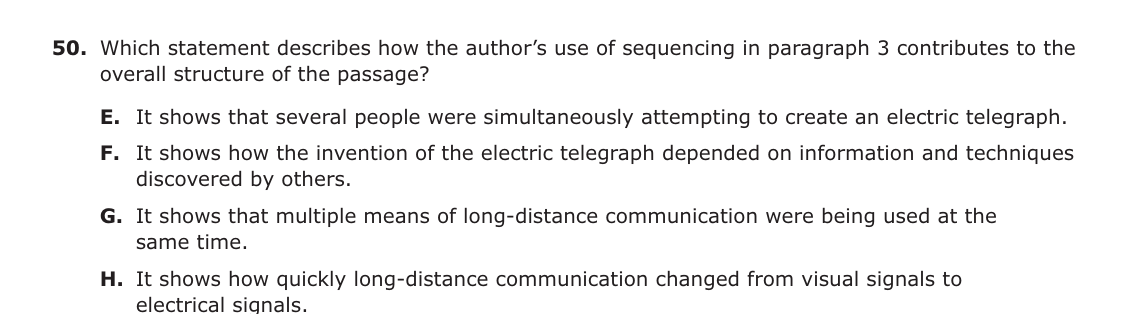 50. Which statement describes how the author’s use of sequencing in paragraph 3 contributes to the
overall structure of the passage?
E. It shows that several people were simultaneously attempting to create an electric telegraph.
F. It shows how the invention of the electric telegraph depended on information and techniques
discovered by others.
G. It shows that multiple means of long-distance communication were being used at the
same time.
H. It shows how quickly long-distance communication changed from visual signals to
electrical signals.